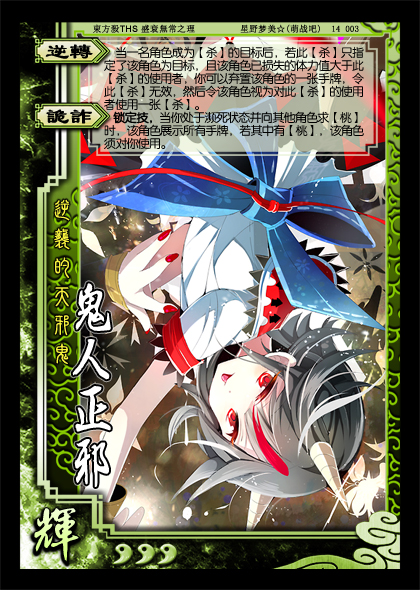 東方殺THS 盛衰無常之理 星野梦美☆(萌战吧) 14 003
逆轉
当一名角色成为【杀】的目标后，若此【杀】只指
定了该角色为目标，且该角色已损失的体力值大于此
【杀】的使用者，你可以弃置该角色的一张手牌，令
此【杀】无效，然后令该角色视为对此【杀】的使用
者使用一张【杀】。
詭詐
锁定技，当你处于濒死状态并向其他角色求【桃】
时，该角色展示所有手牌，若其中有【桃】，该角色
须对你使用。
逆襲的天邪鬼
鬼人正邪
輝